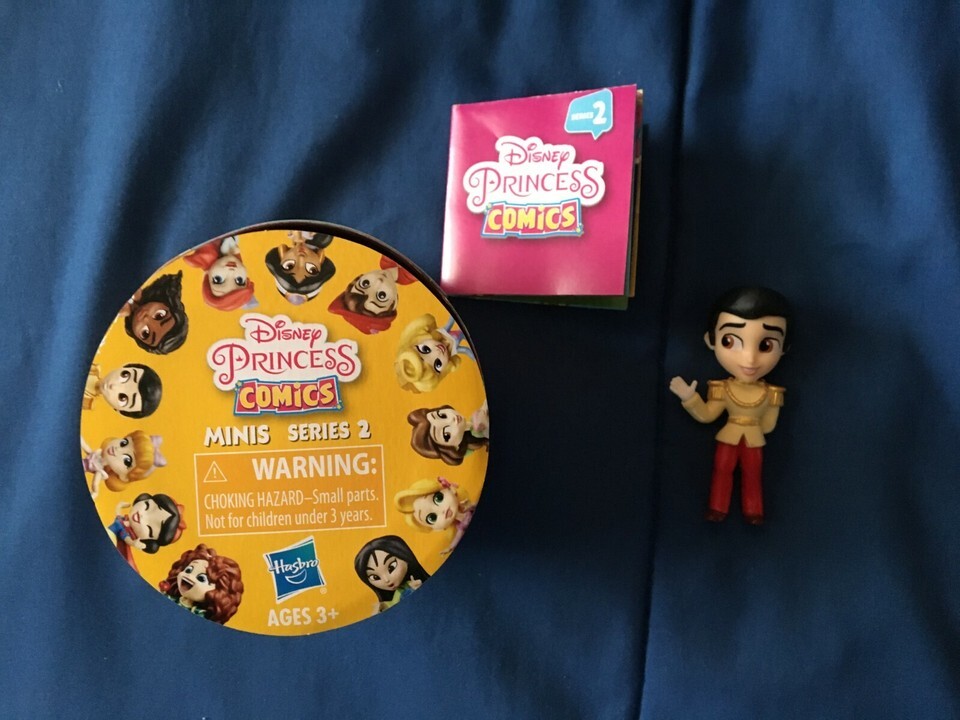 SERIES 2
Disney
PRINCESS
COMICS
Disney
PRINCESS
COMICS
MINIS SERIES 2
WARNING:
CHOKING HAZARD–Small parts.
Not for children under 3 years.
Hasbro
AGES 3+